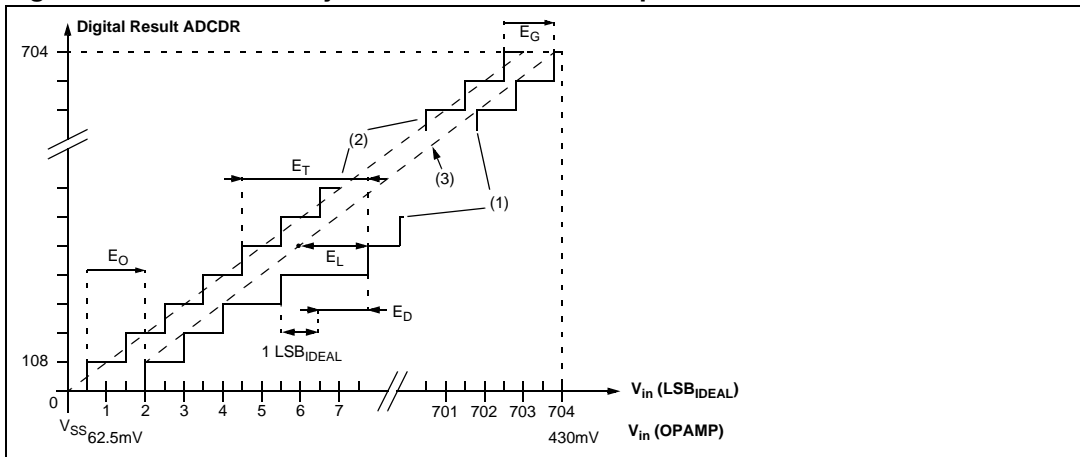 Digital Result ADCDR
E_G
704
(2)
E_T
(3)
(1)
E_O
E_L
E_D
1 LSB_IDEAL
108
0
1 2 3 4 5 6 7 701 702 703 704
V_in (LSB_IDEAL)
V_SS
62.5mV
430mV
V_in (OPAMP)